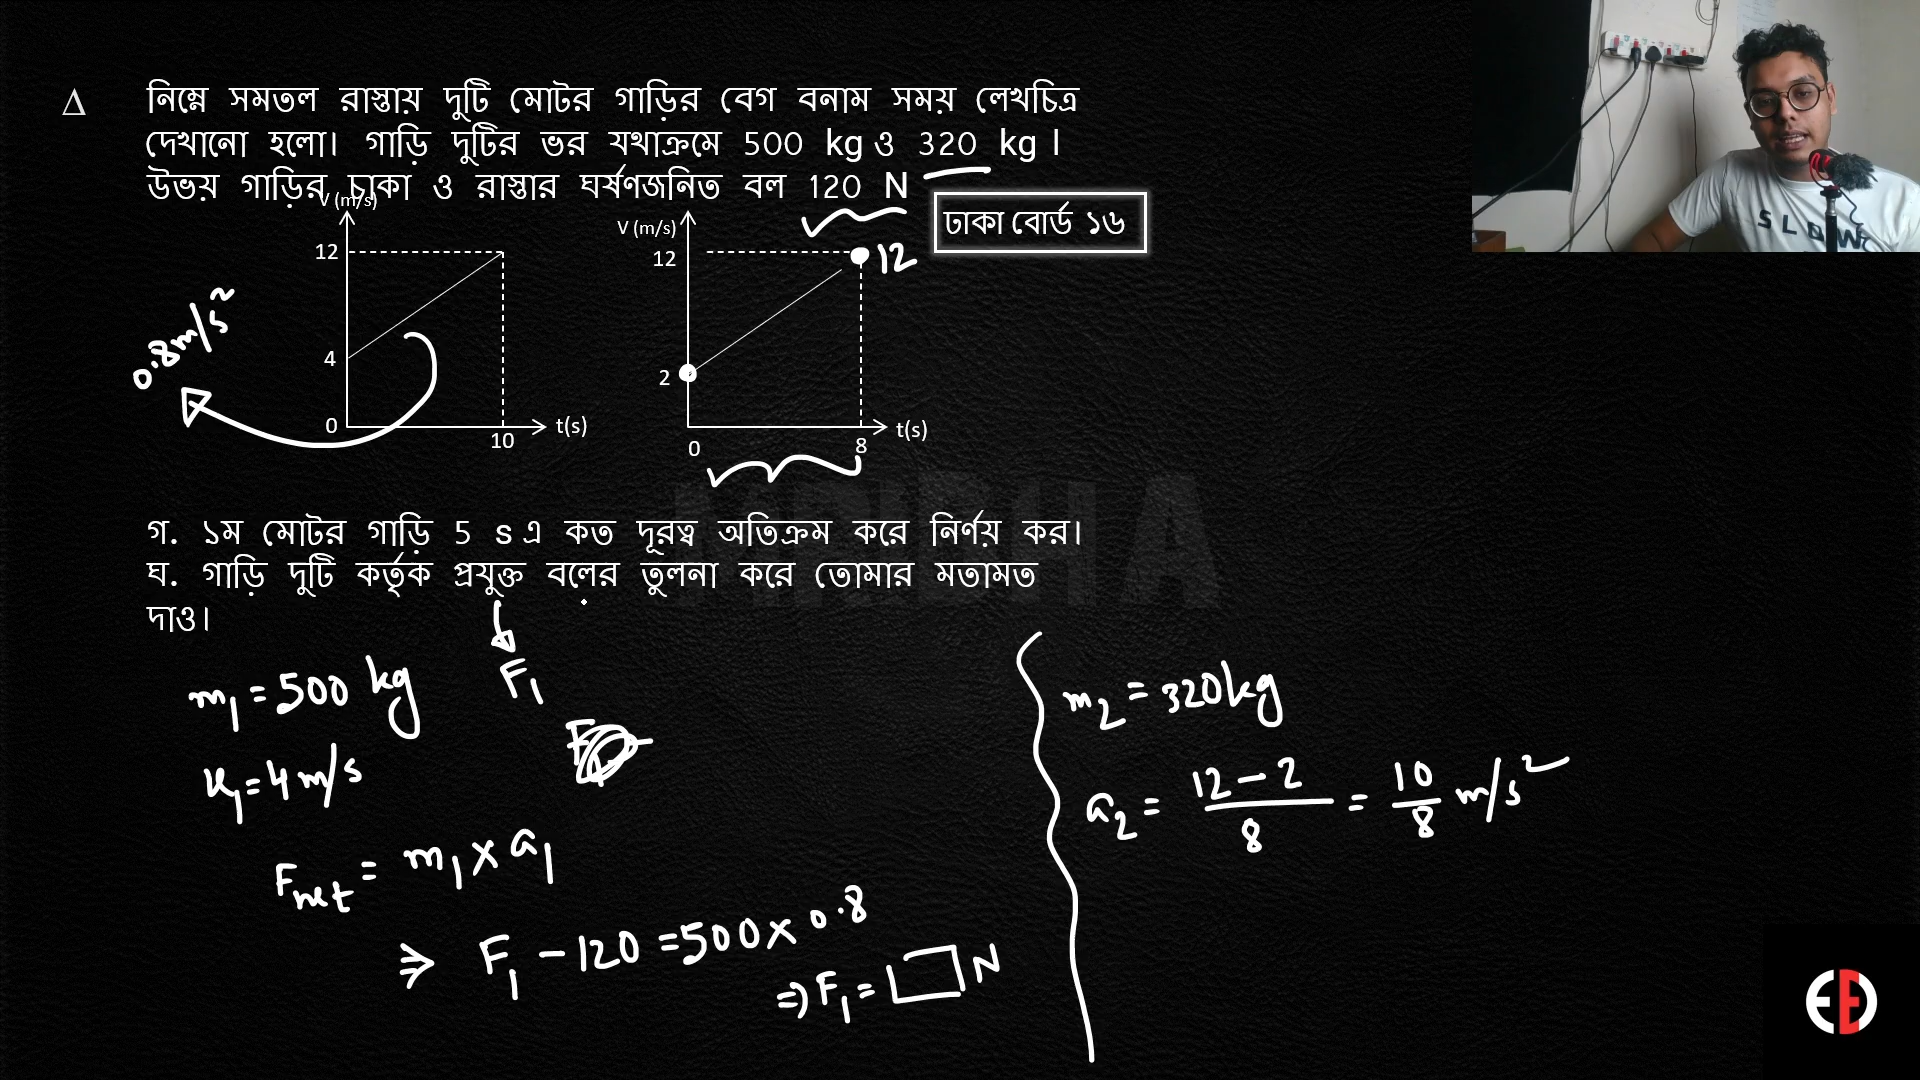 Δ নিম্নে সমতল রাস্তায় দুটি মোটর গাড়ির বেগ বনাম সময় লেখচিত্র
দেখানো হলো। গাড়ি দুটির ভর যথাক্রমে 500 kg ও 320 kg ।
উভয় গাড়ির চাকা ও রাস্তার ঘর্ষণজনিত বল 120 N
ঢাকা বোর্ড ১৬
V (m/s)
12
4
0
10
t(s)
0.8m/s²
V (m/s)
12
12
2
0
8
t(s)
গ. ১ম মোটর গাড়ি 5 s এ কত দূরত্ব অতিক্রম করে নির্ণয় কর।
ঘ. গাড়ি দুটি কর্তৃক প্রযুক্ত বলের তুলনা করে তোমার মতামত
দাও।
F₁
m₁ = 500 kg
u₁ = 4 m/s
Fnet = m₁ × a₁
⇒ F₁ − 120 = 500 × 0.8
⇒ F₁ = □ N
m₂ = 320kg
a₂ = 12 − 2 / 8 = 10/8 m/s²
SLOW